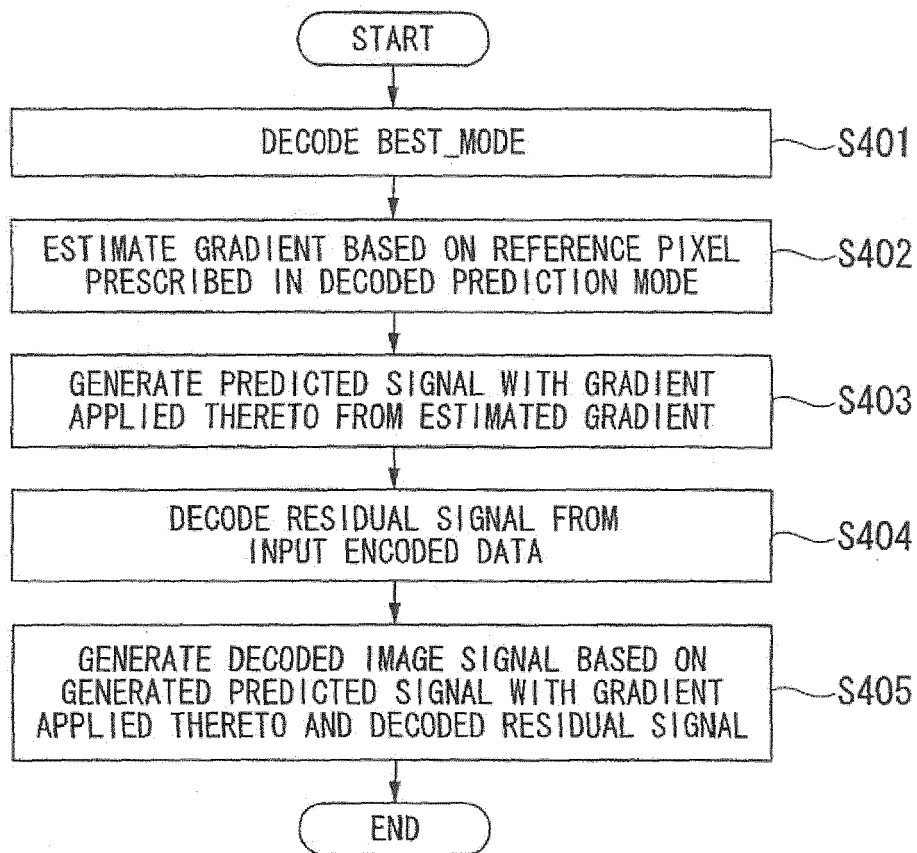 START
DECODE BEST_MODE
S401
ESTIMATE GRADIENT BASED ON REFERENCE PIXEL
PRESCRIBED IN DECODED PREDICTION MODE
S402
GENERATE PREDICTED SIGNAL WITH GRADIENT
APPLIED THERETO FROM ESTIMATED GRADIENT
S403
DECODE RESIDUAL SIGNAL FROM
INPUT ENCODED DATA
S404
GENERATE DECODED IMAGE SIGNAL BASED ON
GENERATED PREDICTED SIGNAL WITH GRADIENT
APPLIED THERETO AND DECODED RESIDUAL SIGNAL
S405
END